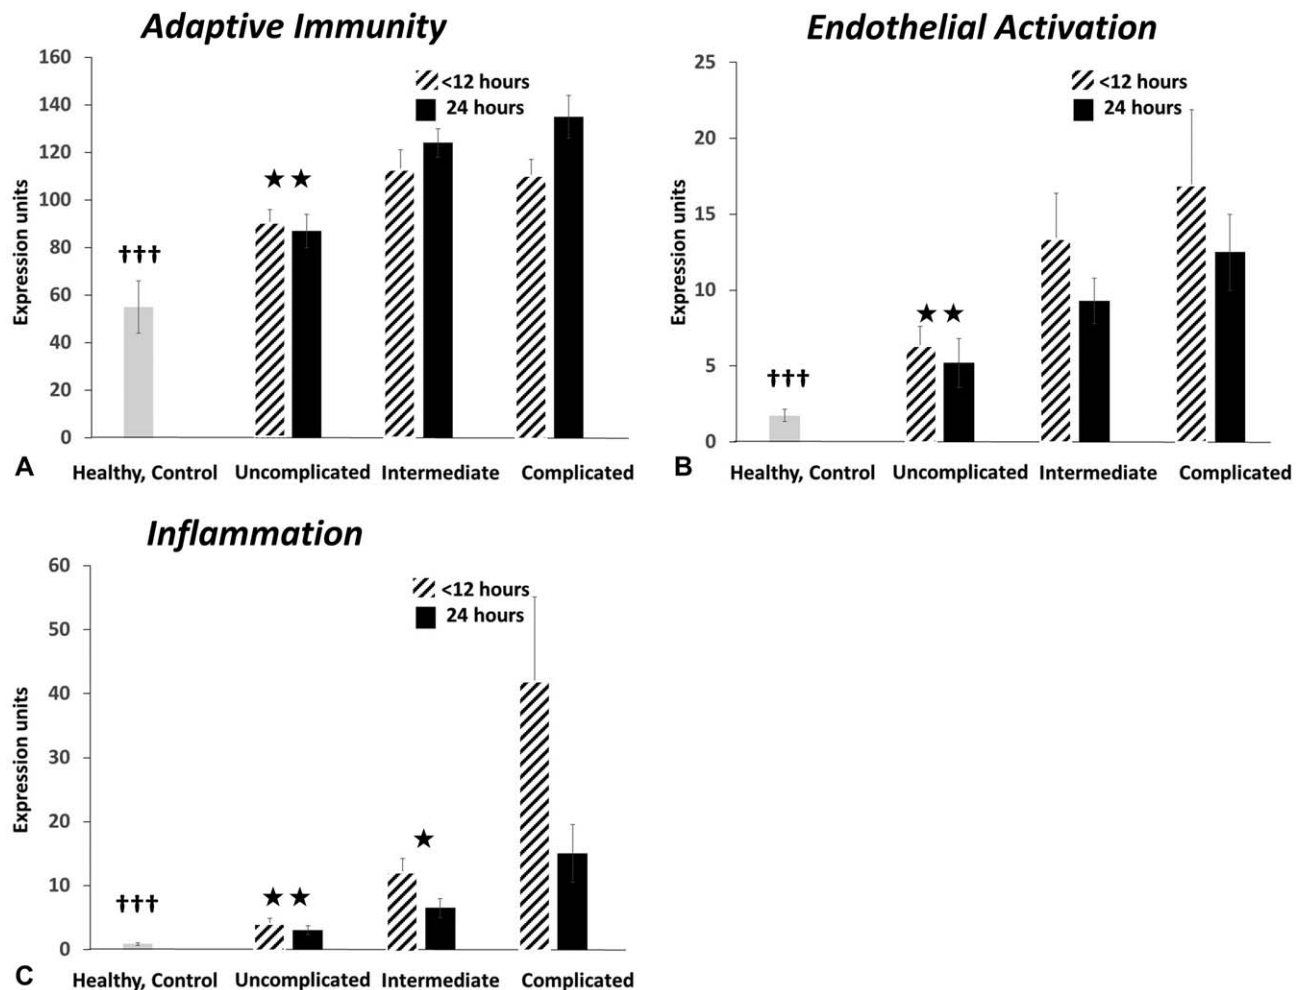 Adaptive Immunity
Expression units
160
140
120
100
80
60
40
20
0
<12 hours
24 hours
†††
★★
Healthy, Control Uncomplicated Intermediate Complicated
A
Endothelial Activation
Expression units
25
20
15
10
5
0
<12 hours
24 hours
†††
★★
Healthy, Control Uncomplicated Intermediate Complicated
B
Inflammation
Expression units
60
50
40
30
20
10
0
<12 hours
24 hours
†††
★★
★
Healthy, Control Uncomplicated Intermediate Complicated
C